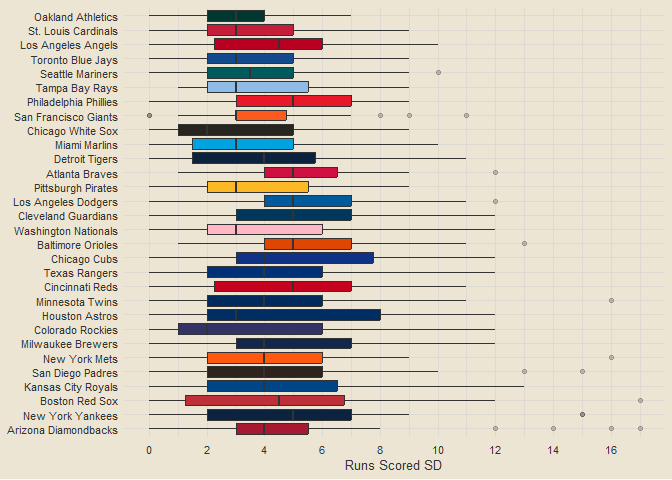 Oakland Athletics
St. Louis Cardinals
Los Angeles Angels
Toronto Blue Jays
Seattle Mariners
Tampa Bay Rays
Philadelphia Phillies
San Francisco Giants
Chicago White Sox
Miami Marlins
Detroit Tigers
Atlanta Braves
Pittsburgh Pirates
Los Angeles Dodgers
Cleveland Guardians
Washington Nationals
Baltimore Orioles
Chicago Cubs
Texas Rangers
Cincinnati Reds
Minnesota Twins
Houston Astros
Colorado Rockies
Milwaukee Brewers
New York Mets
San Diego Padres
Kansas City Royals
Boston Red Sox
New York Yankees
Arizona Diamondbacks
0 2 4 6 8 10 12 14 16
Runs Scored SD